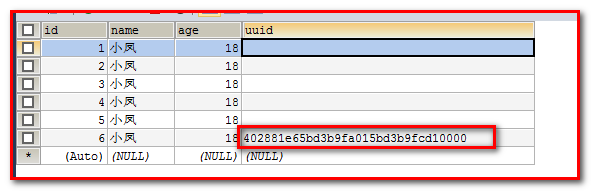 id name age uuid
1 小凤 18
2 小凤 18
3 小凤 18
4 小凤 18
5 小凤 18
6 小凤 18 402881e65bd3b9fa015bd3b9fcd10000
* (Auto) (NULL) (NULL) (NULL)